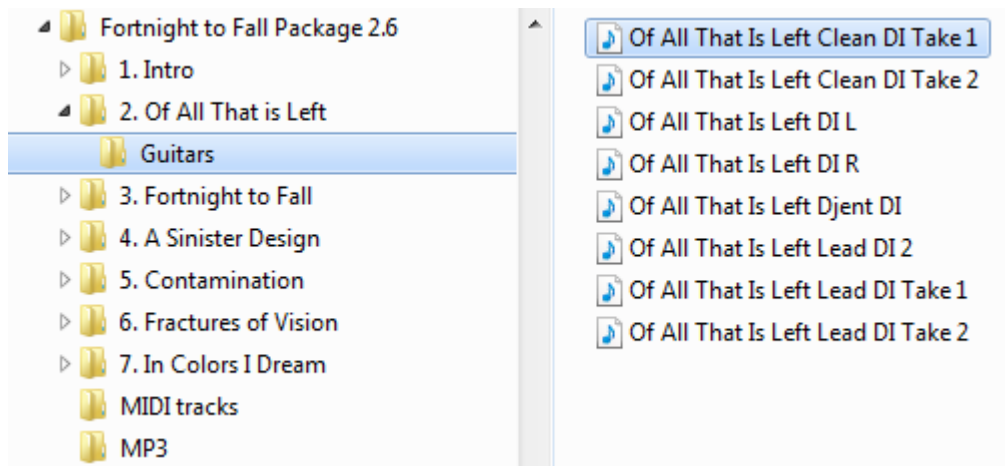 Fortnight to Fall Package 2.6
1. Intro
2. Of All That is Left
Guitars
3. Fortnight to Fall
4. A Sinister Design
5. Contamination
6. Fractures of Vision
7. In Colors I Dream
MIDI tracks
MP3
Of All That Is Left Clean DI Take 1
Of All That Is Left Clean DI Take 2
Of All That Is Left DI L
Of All That Is Left DI R
Of All That Is Left Djent DI
Of All That Is Left Lead DI 2
Of All That Is Left Lead DI Take 1
Of All That Is Left Lead DI Take 2